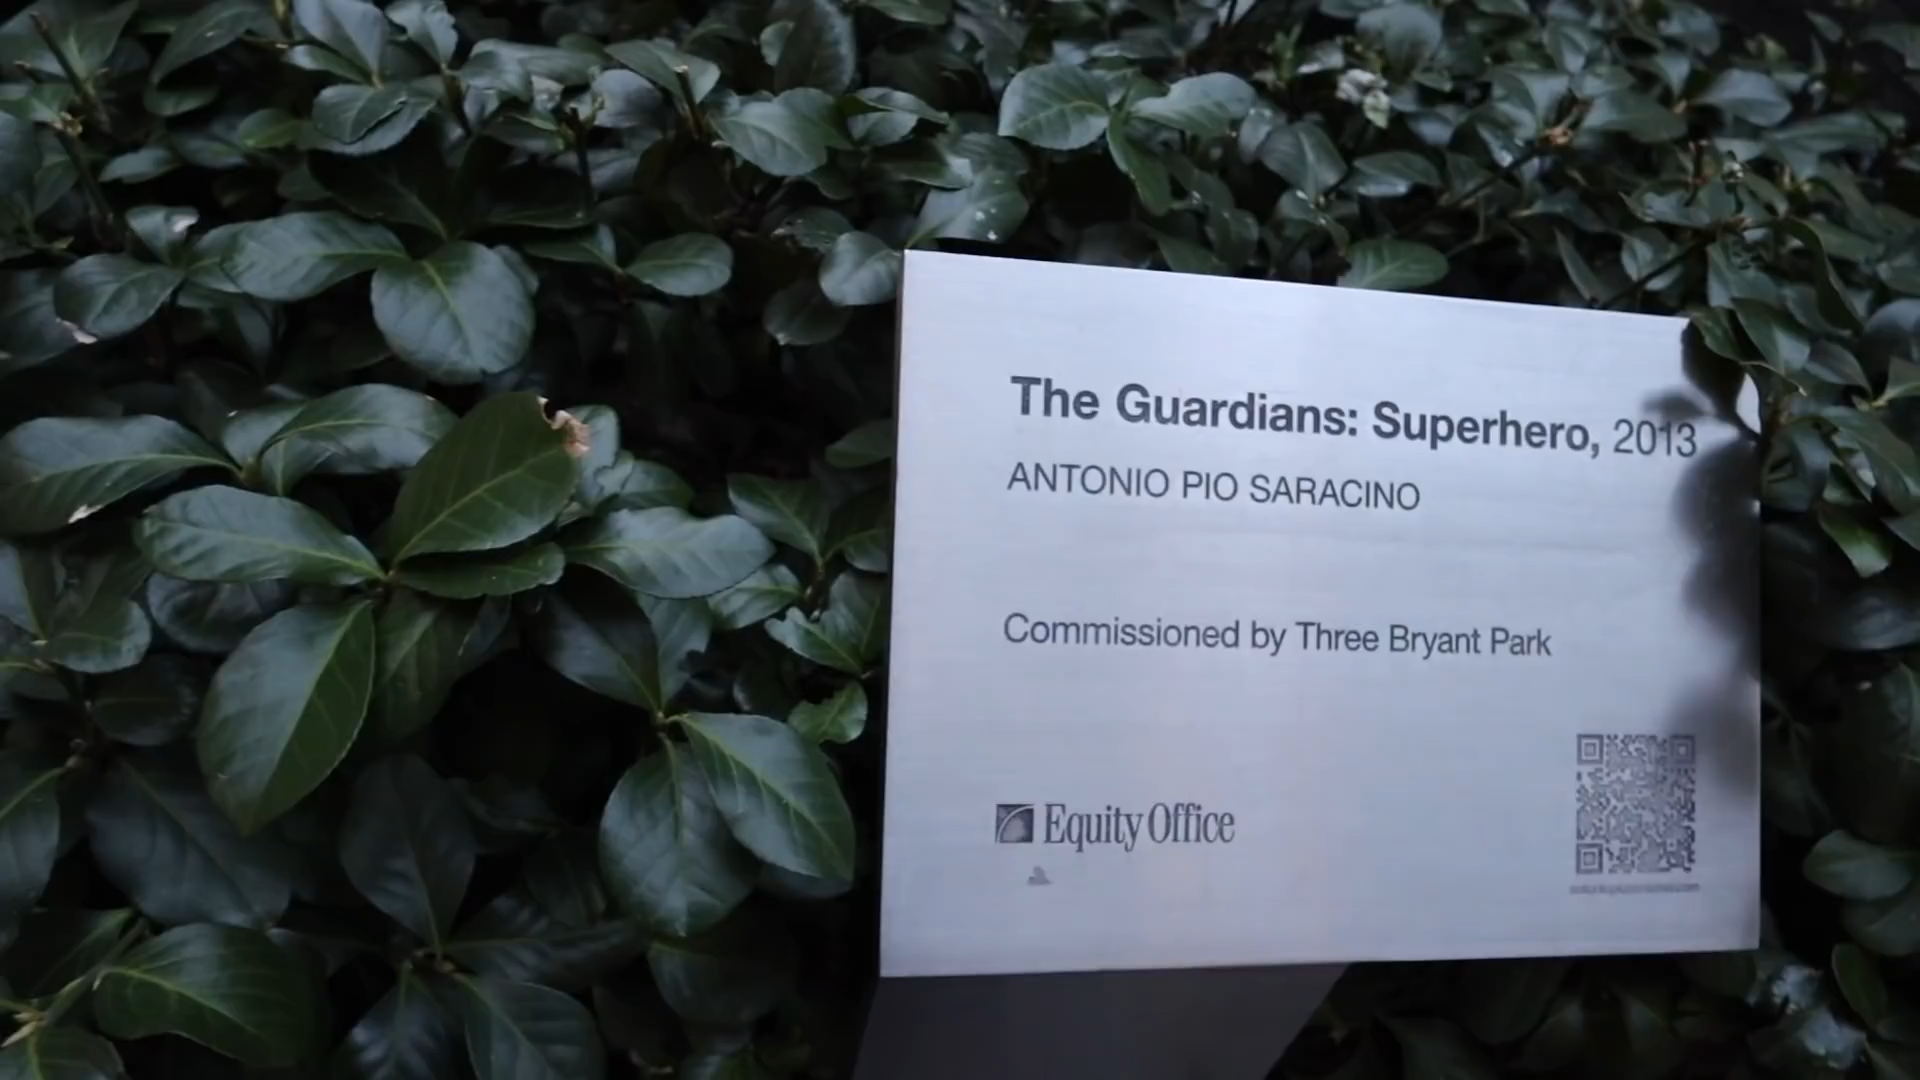 The Guardians: Superhero, 2013
ANTONIO PIO SARACINO
Commissioned by Three Bryant Park
Equity Office